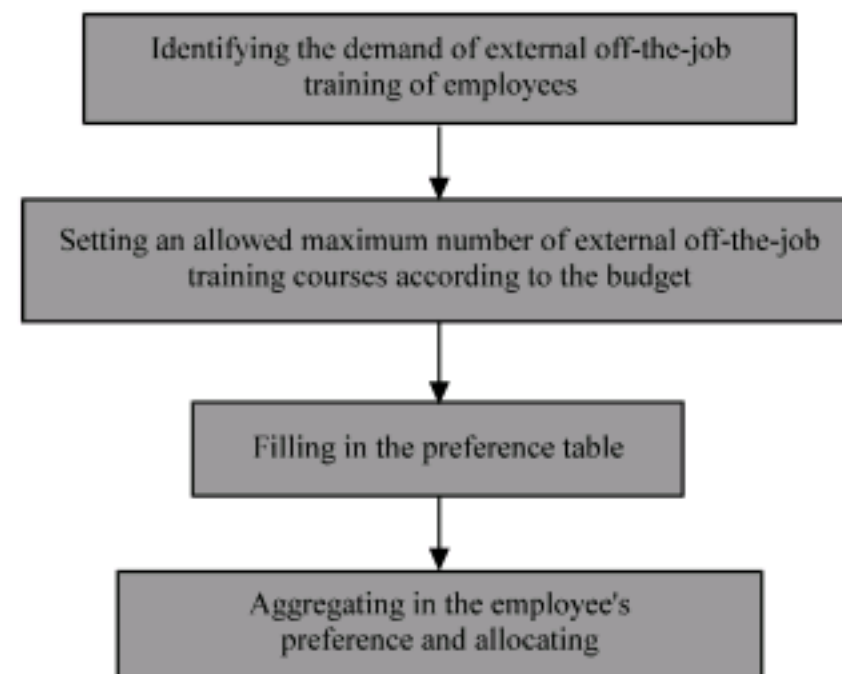 Identifying the demand of external off-the-job
training of employees
Setting an allowed maximum number of external off-the-job
training courses according to the budget
Filling in the preference table
Aggregating in the employee's
preference and allocating